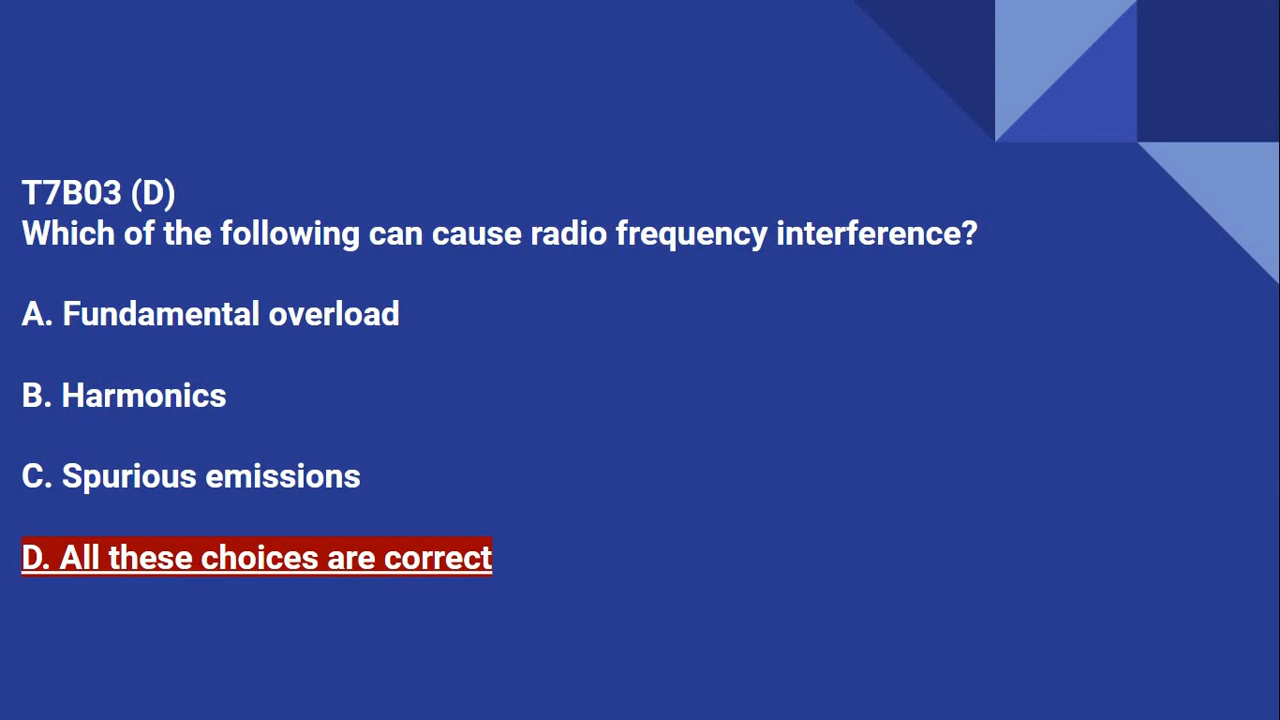 T7B03 (D)
Which of the following can cause radio frequency interference?
A. Fundamental overload
B. Harmonics
C. Spurious emissions
D. All these choices are correct